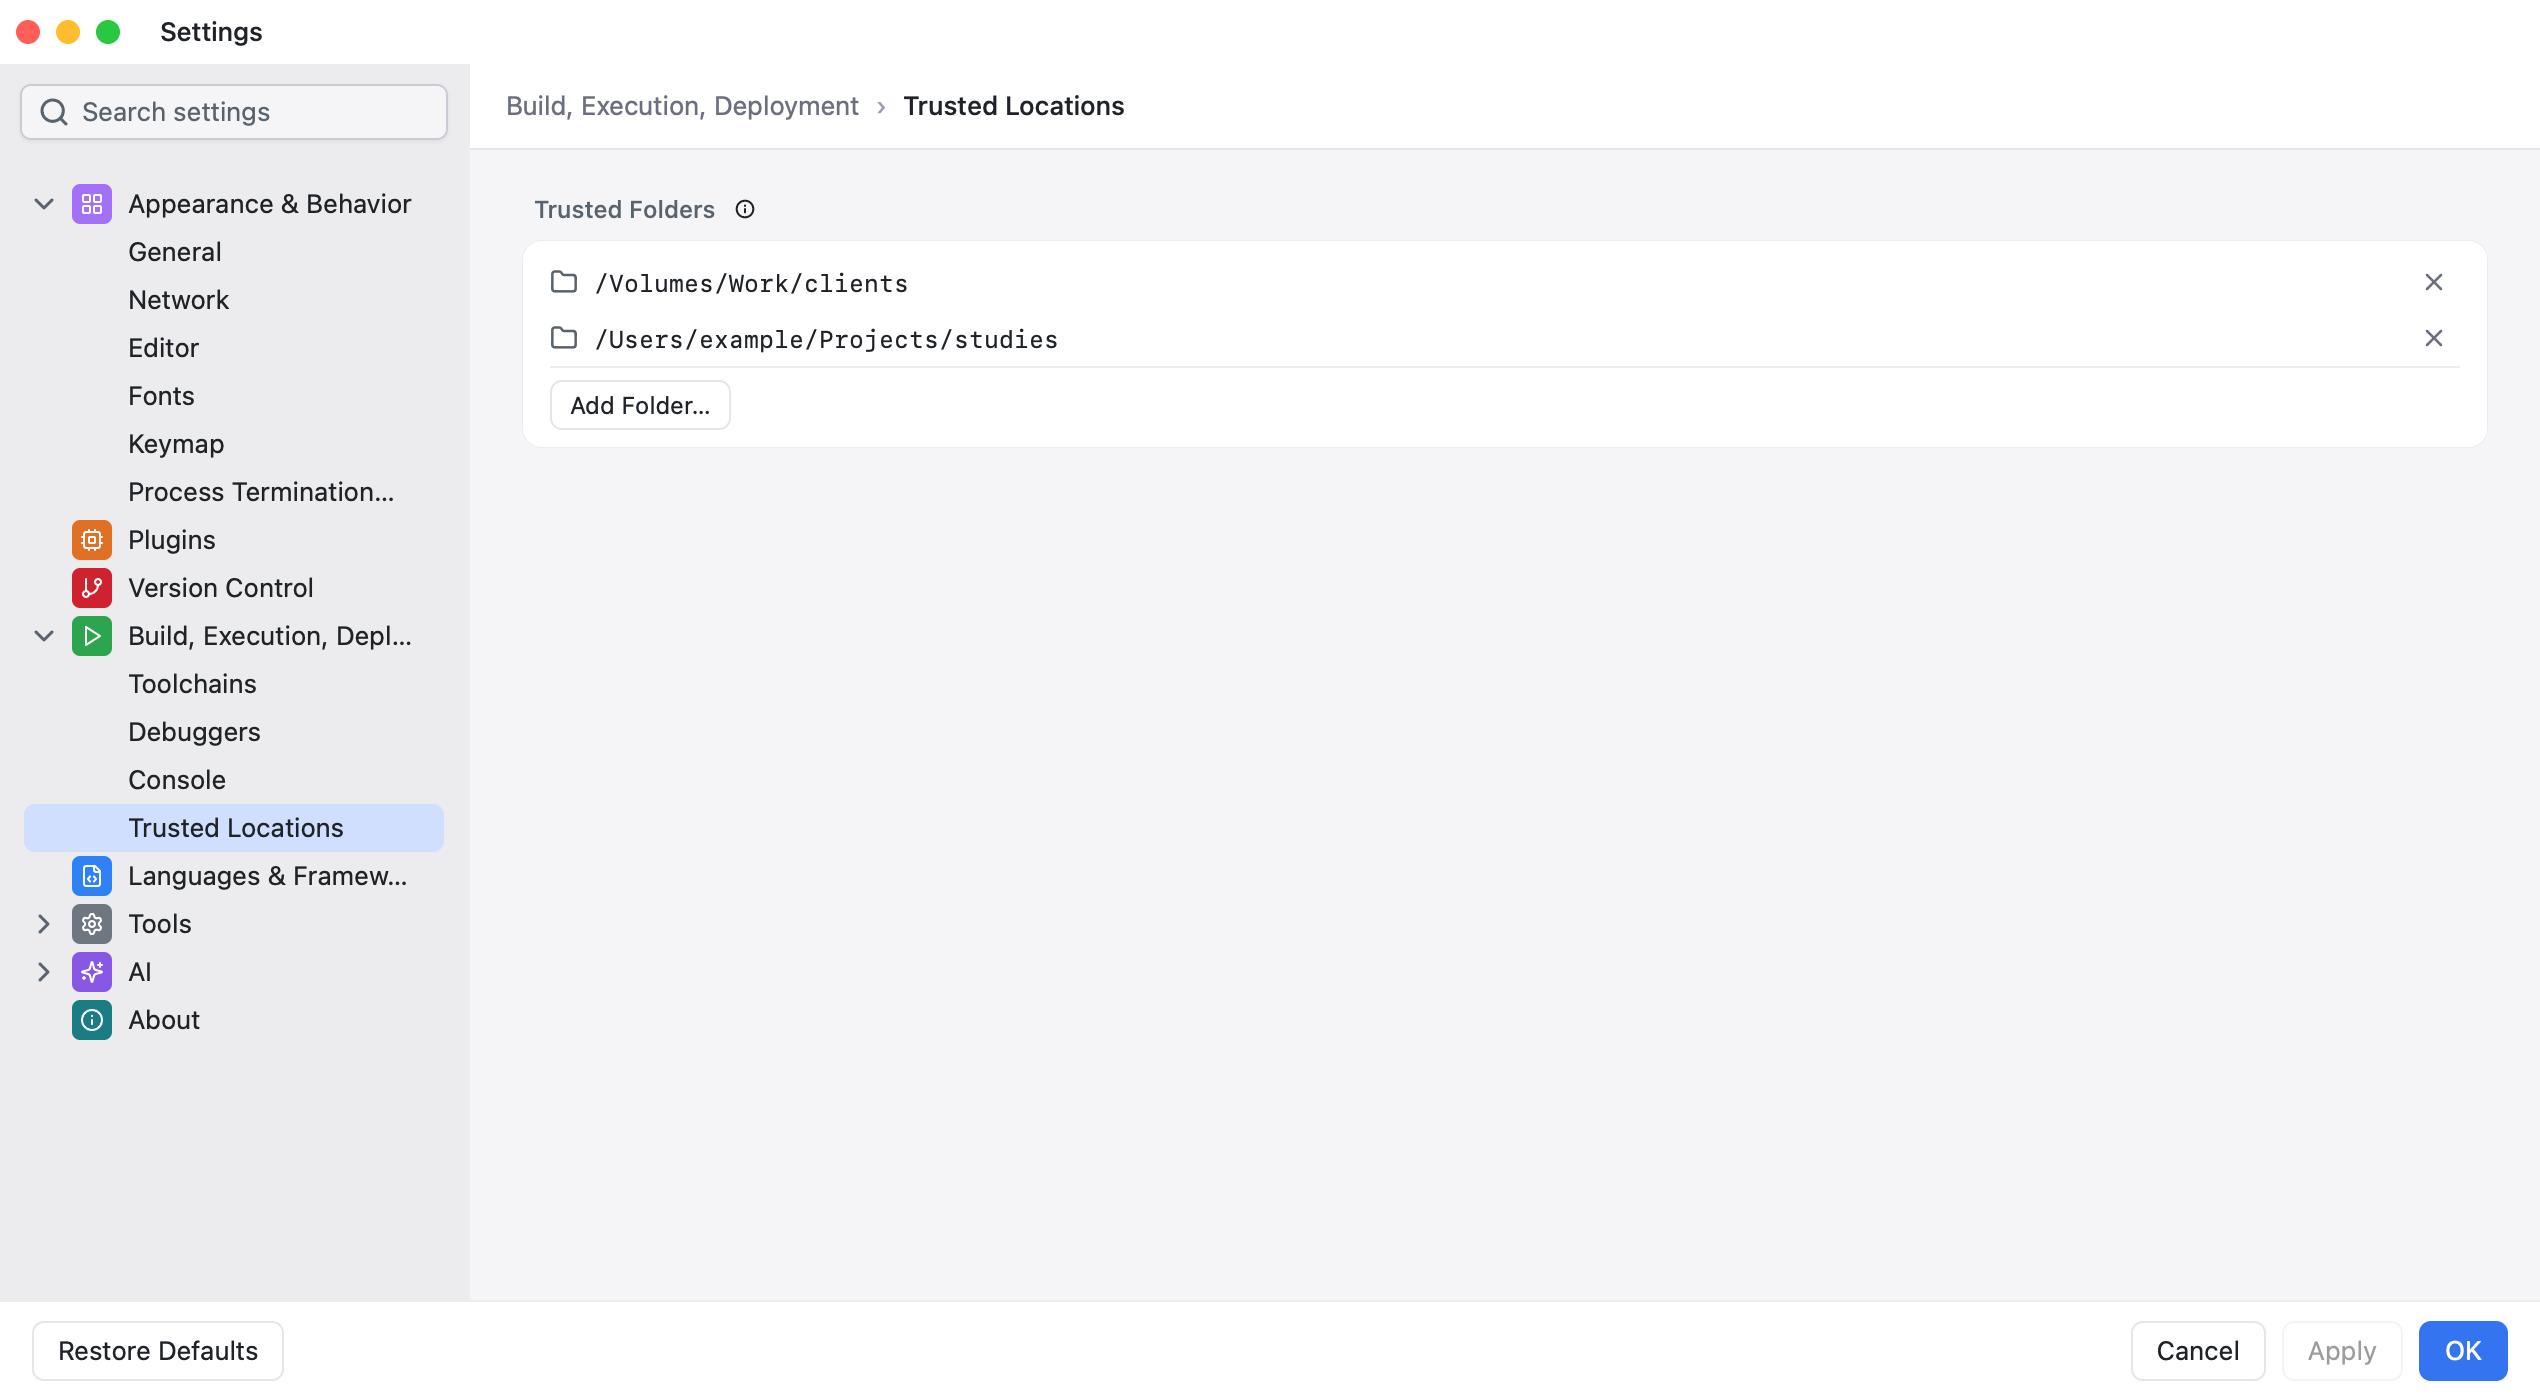 Settings
Search settings
Appearance & Behavior
General
Network
Editor
Fonts
Keymap
Process Termination...
Plugins
Version Control
Build, Execution, Depl...
Toolchains
Debuggers
Console
Trusted Locations
Languages & Framew...
Tools
AI
About
Build, Execution, Deployment › Trusted Locations
Trusted Folders
/Volumes/Work/clients
/Users/example/Projects/studies
Add Folder...
Restore Defaults
Cancel
Apply
OK